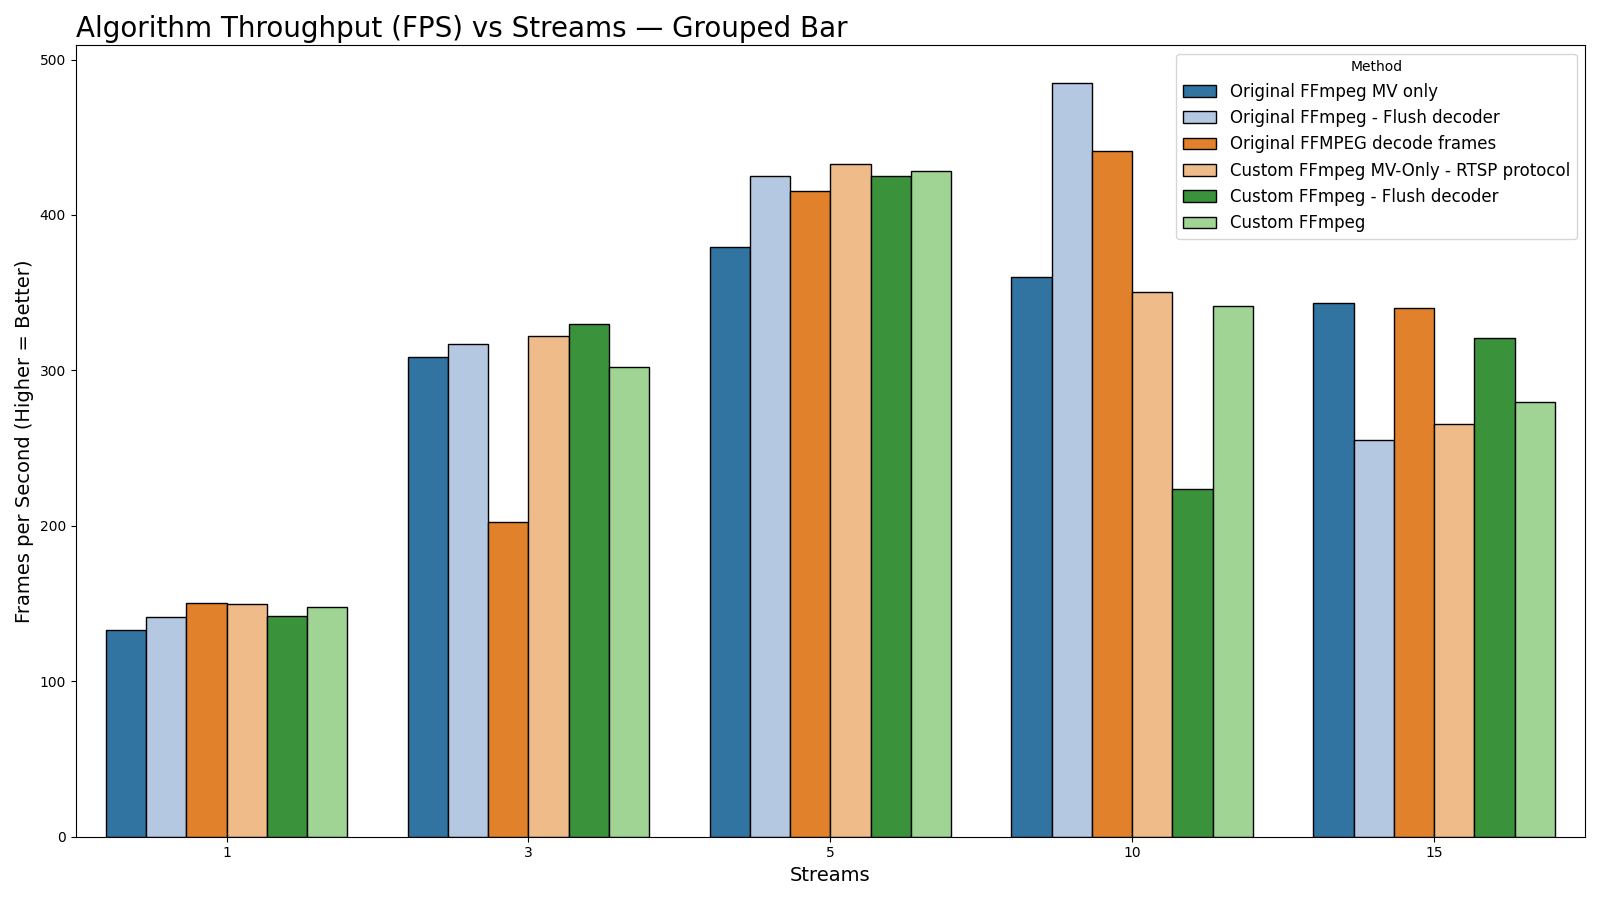 Algorithm Throughput (FPS) vs Streams — Grouped Bar
500
400
300
200
100
0
Frames per Second (Higher = Better)
Method
Original FFmpeg MV only
Original FFmpeg - Flush decoder
Original FFMPEG decode frames
Custom FFmpeg MV-Only - RTSP protocol
Custom FFmpeg - Flush decoder
Custom FFmpeg
1 3 5 10 15
Streams